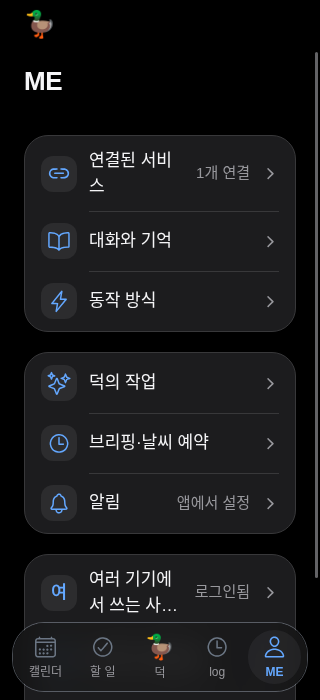 ME
연결된 서비
스
1개 연결
대화와 기억
동작 방식
덕의 작업
브리핑·날씨 예약
알림
앱에서 설정
여
여러 기기에
서 쓰는 사…
로그인됨
캘린더
할 일
덕
log
ME